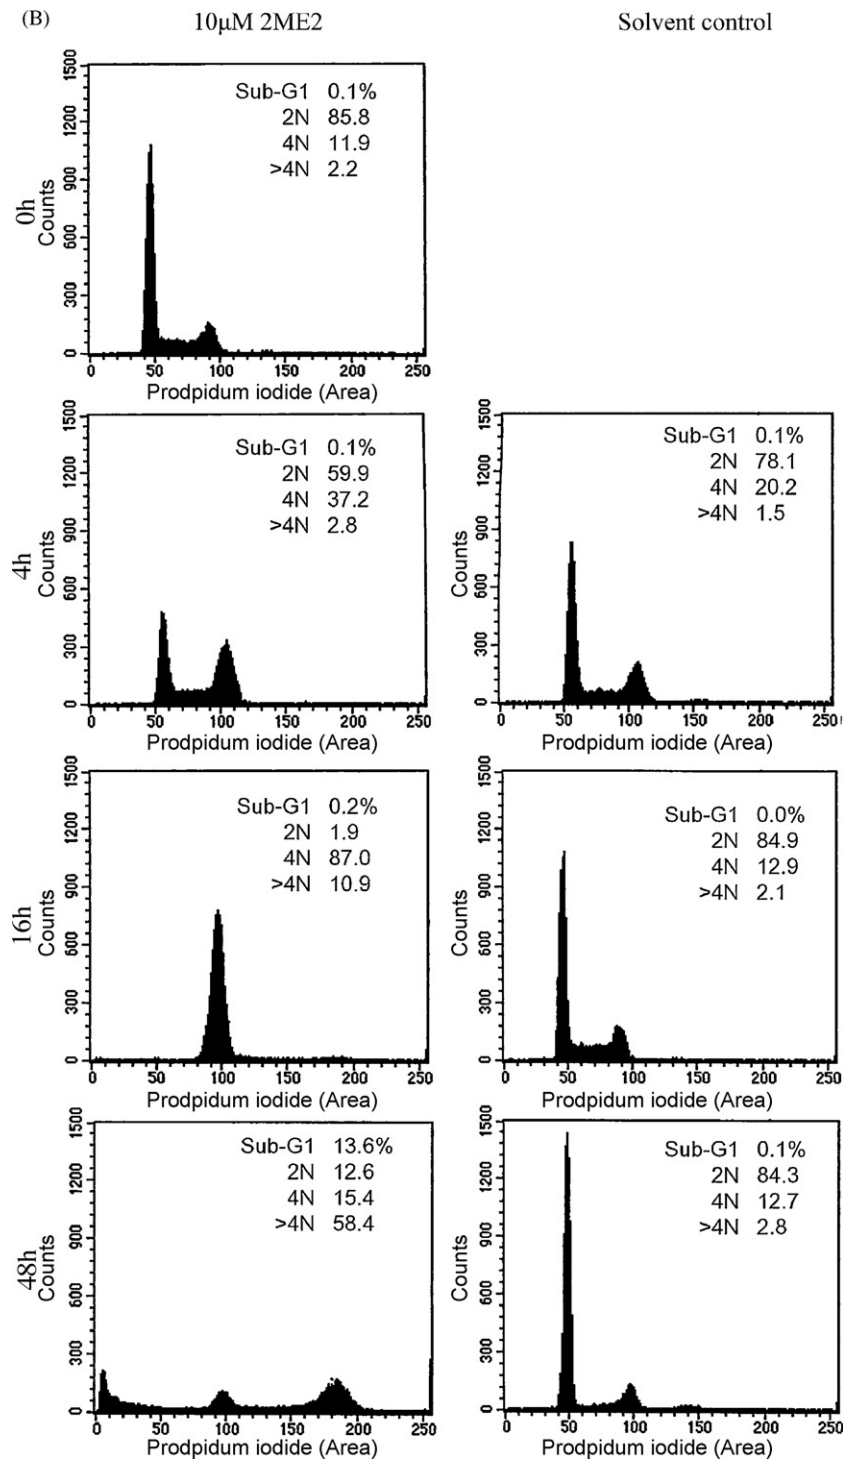 (B) 10μM 2ME2 Solvent control
1500
1200
900
600
300
0
0h
Counts
Sub-G1 0.1%
2N 85.8
4N 11.9
>4N 2.2
0 50 100 150 200 250
Prodpidum iodide (Area)
1500
1200
900
600
300
0
4h
Counts
Sub-G1 0.1%
2N 59.9
4N 37.2
>4N 2.8
0 50 100 150 200 250
Prodpidum iodide (Area)
1500
1200
900
600
300
0
Counts
Sub-G1 0.1%
2N 78.1
4N 20.2
>4N 1.5
0 50 100 150 200 250
Prodpidum iodide (Area)
1500
1200
900
600
300
0
16h
Counts
Sub-G1 0.2%
2N 1.9
4N 87.0
>4N 10.9
0 50 100 150 200 250
Prodpidum iodide (Area)
1500
1200
900
600
300
0
Counts
Sub-G1 0.0%
2N 84.9
4N 12.9
>4N 2.1
0 50 100 150 200 250
Prodpidum iodide (Area)
1500
1200
900
600
300
0
48h
Counts
Sub-G1 13.6%
2N 12.6
4N 15.4
>4N 58.4
0 50 100 150 200 250
Prodpidum iodide (Area)
1500
1200
900
600
300
0
Counts
Sub-G1 0.1%
2N 84.3
4N 12.7
>4N 2.8
0 50 100 150 200 250
Prodpidum iodide (Area)